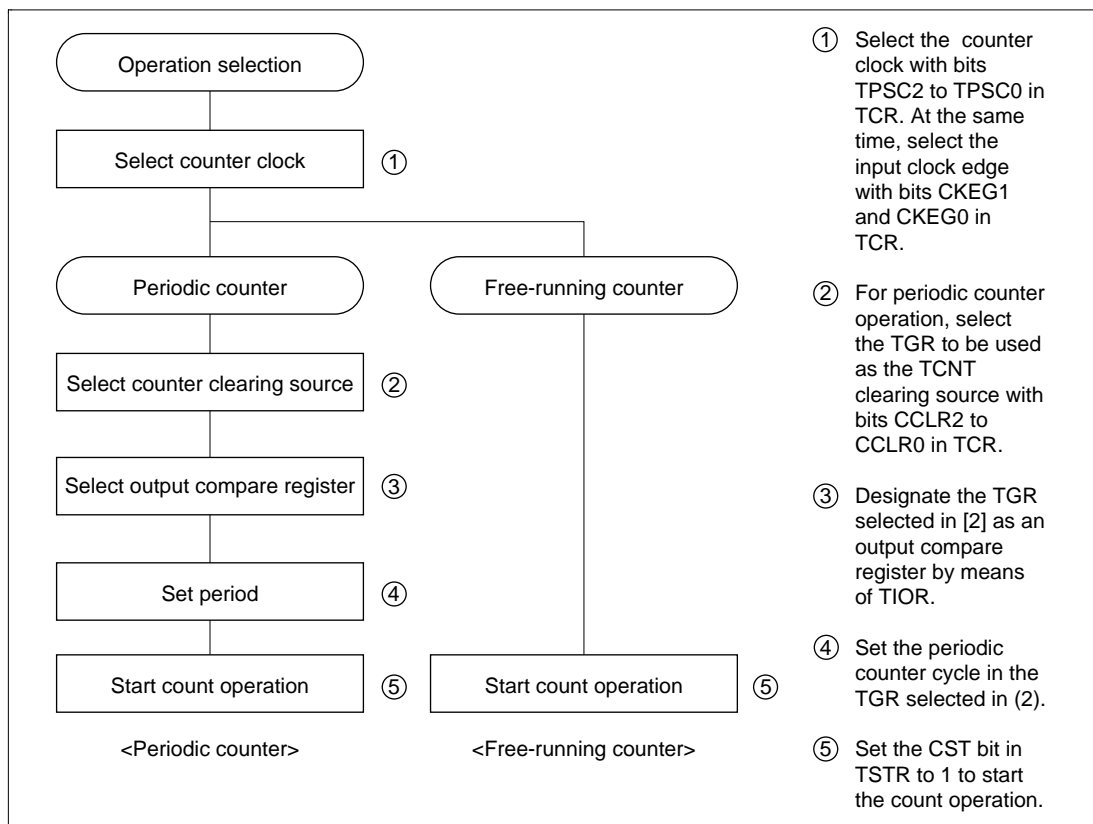 Operation selection
Select counter clock
①
Periodic counter
Free-running counter
Select counter clearing source
②
Select output compare register
③
Set period
④
Start count operation
⑤
Start count operation
⑤
<Periodic counter>
<Free-running counter>
① Select the counter
clock with bits
TPSC2 to TPSC0 in
TCR. At the same
time, select the
input clock edge
with bits CKEG1
and CKEG0 in
TCR.
② For periodic counter
operation, select
the TGR to be used
as the TCNT
clearing source with
bits CCLR2 to
CCLR0 in TCR.
③ Designate the TGR
selected in [2] as an
output compare
register by means
of TIOR.
④ Set the periodic
counter cycle in the
TGR selected in (2).
⑤ Set the CST bit in
TSTR to 1 to start
the count operation.